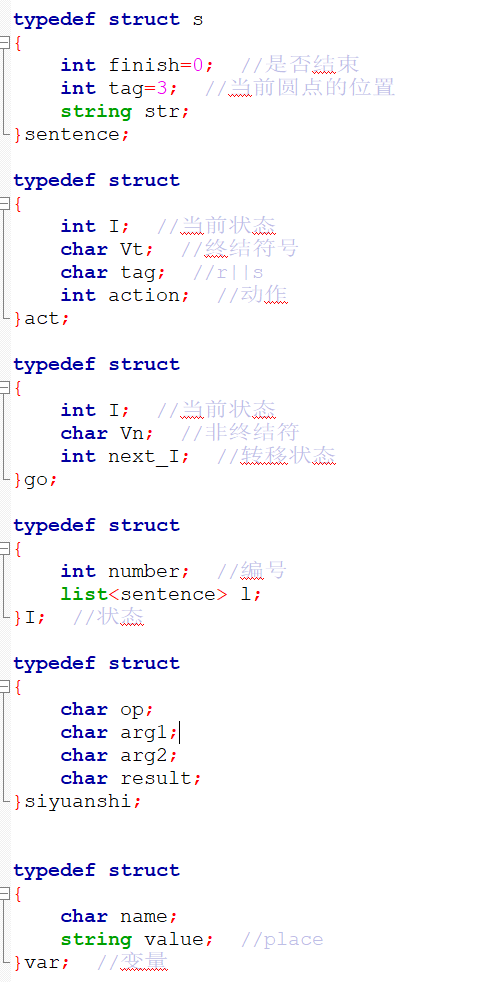 typedef struct s
{
    int finish=0;  //是否结束
    int tag=3;  //当前圆点的位置
    string str;
}sentence;

typedef struct
{
    int I;  //当前状态
    char Vt;  //终结符号
    char tag;  //r||s
    int action;  //动作
}act;

typedef struct
{
    int I;  //当前状态
    char Vn;  //非终结符
    int next_I;  //转移状态
}go;

typedef struct
{
    int number;  //编号
    list<sentence> l;
}I;  //状态

typedef struct
{
    char op;
    char arg1;
    char arg2;
    char result;
}siyuanshi;

typedef struct
{
    char name;
    string value;  //place
}var;  //变量